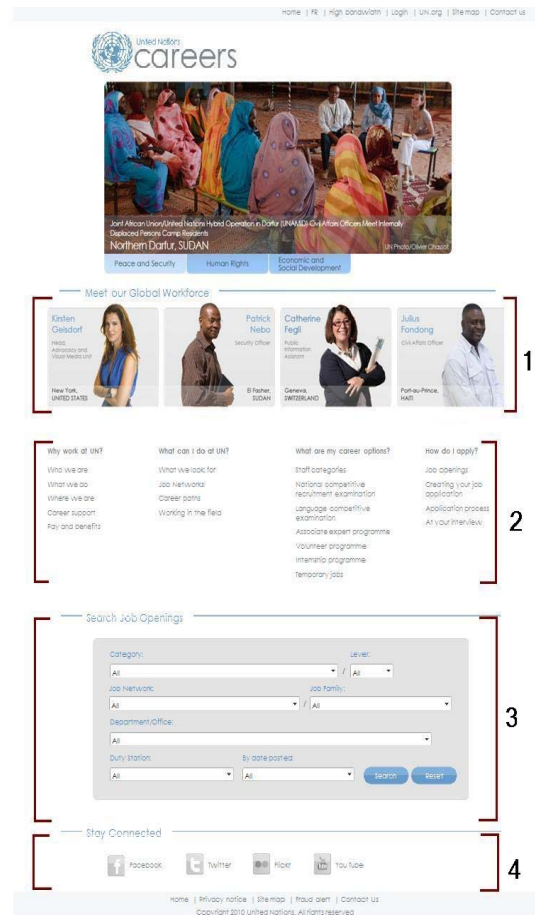 Home | FR | High bandwidth | Login | UN.org | Site map | Contact us
United Nations
careers
Joint African Union/United Nations Hybrid Operation in Darfur (UNAMID) Civil Affairs Officers Meet Internally
Displaced Persons Camp Residents
Northern Darfur, SUDAN
UN Photo/Olivier Chassot
Peace and Security
Human Rights
Economic and
Social Development
Meet our Global Workforce
Kirsten
Gelsdorf
Head,
Advocacy and
Visual Media Unit
New York,
UNITED STATES
Patrick
Nebo
Security Officer
El Fasher,
SUDAN
Catherine
Fegli
Public
Information
Assistant
Geneva,
SWITZERLAND
Julius
Fondong
Civil Affairs Officer
Port-au-Prince,
HAITI
1
Why work at UN?
Who we are
What we do
Where we are
Career support
Pay and benefits
What can I do at UN?
What we look for
Job Networks
Career paths
Working in the field
What are my career options?
Staff categories
National competitive
recruitment examination
Language competitive
examination
Associate expert programme
Volunteer programme
Internship programme
Temporary jobs
How do I apply?
Job openings
Creating your job
application
Application process
At your interview
2
Search Job Openings
Category:
Level:
All / All
Job Network:
Job Family:
All / All
Department/Office:
All
Duty Station:
By date posted:
All
All
Search
Reset
3
Stay Connected
Facebook
Twitter
Flickr
You Tube
4
Home | Privacy notice | Site map | Fraud alert | Contact Us
Copyright 2010 United Nations. All rights reserved